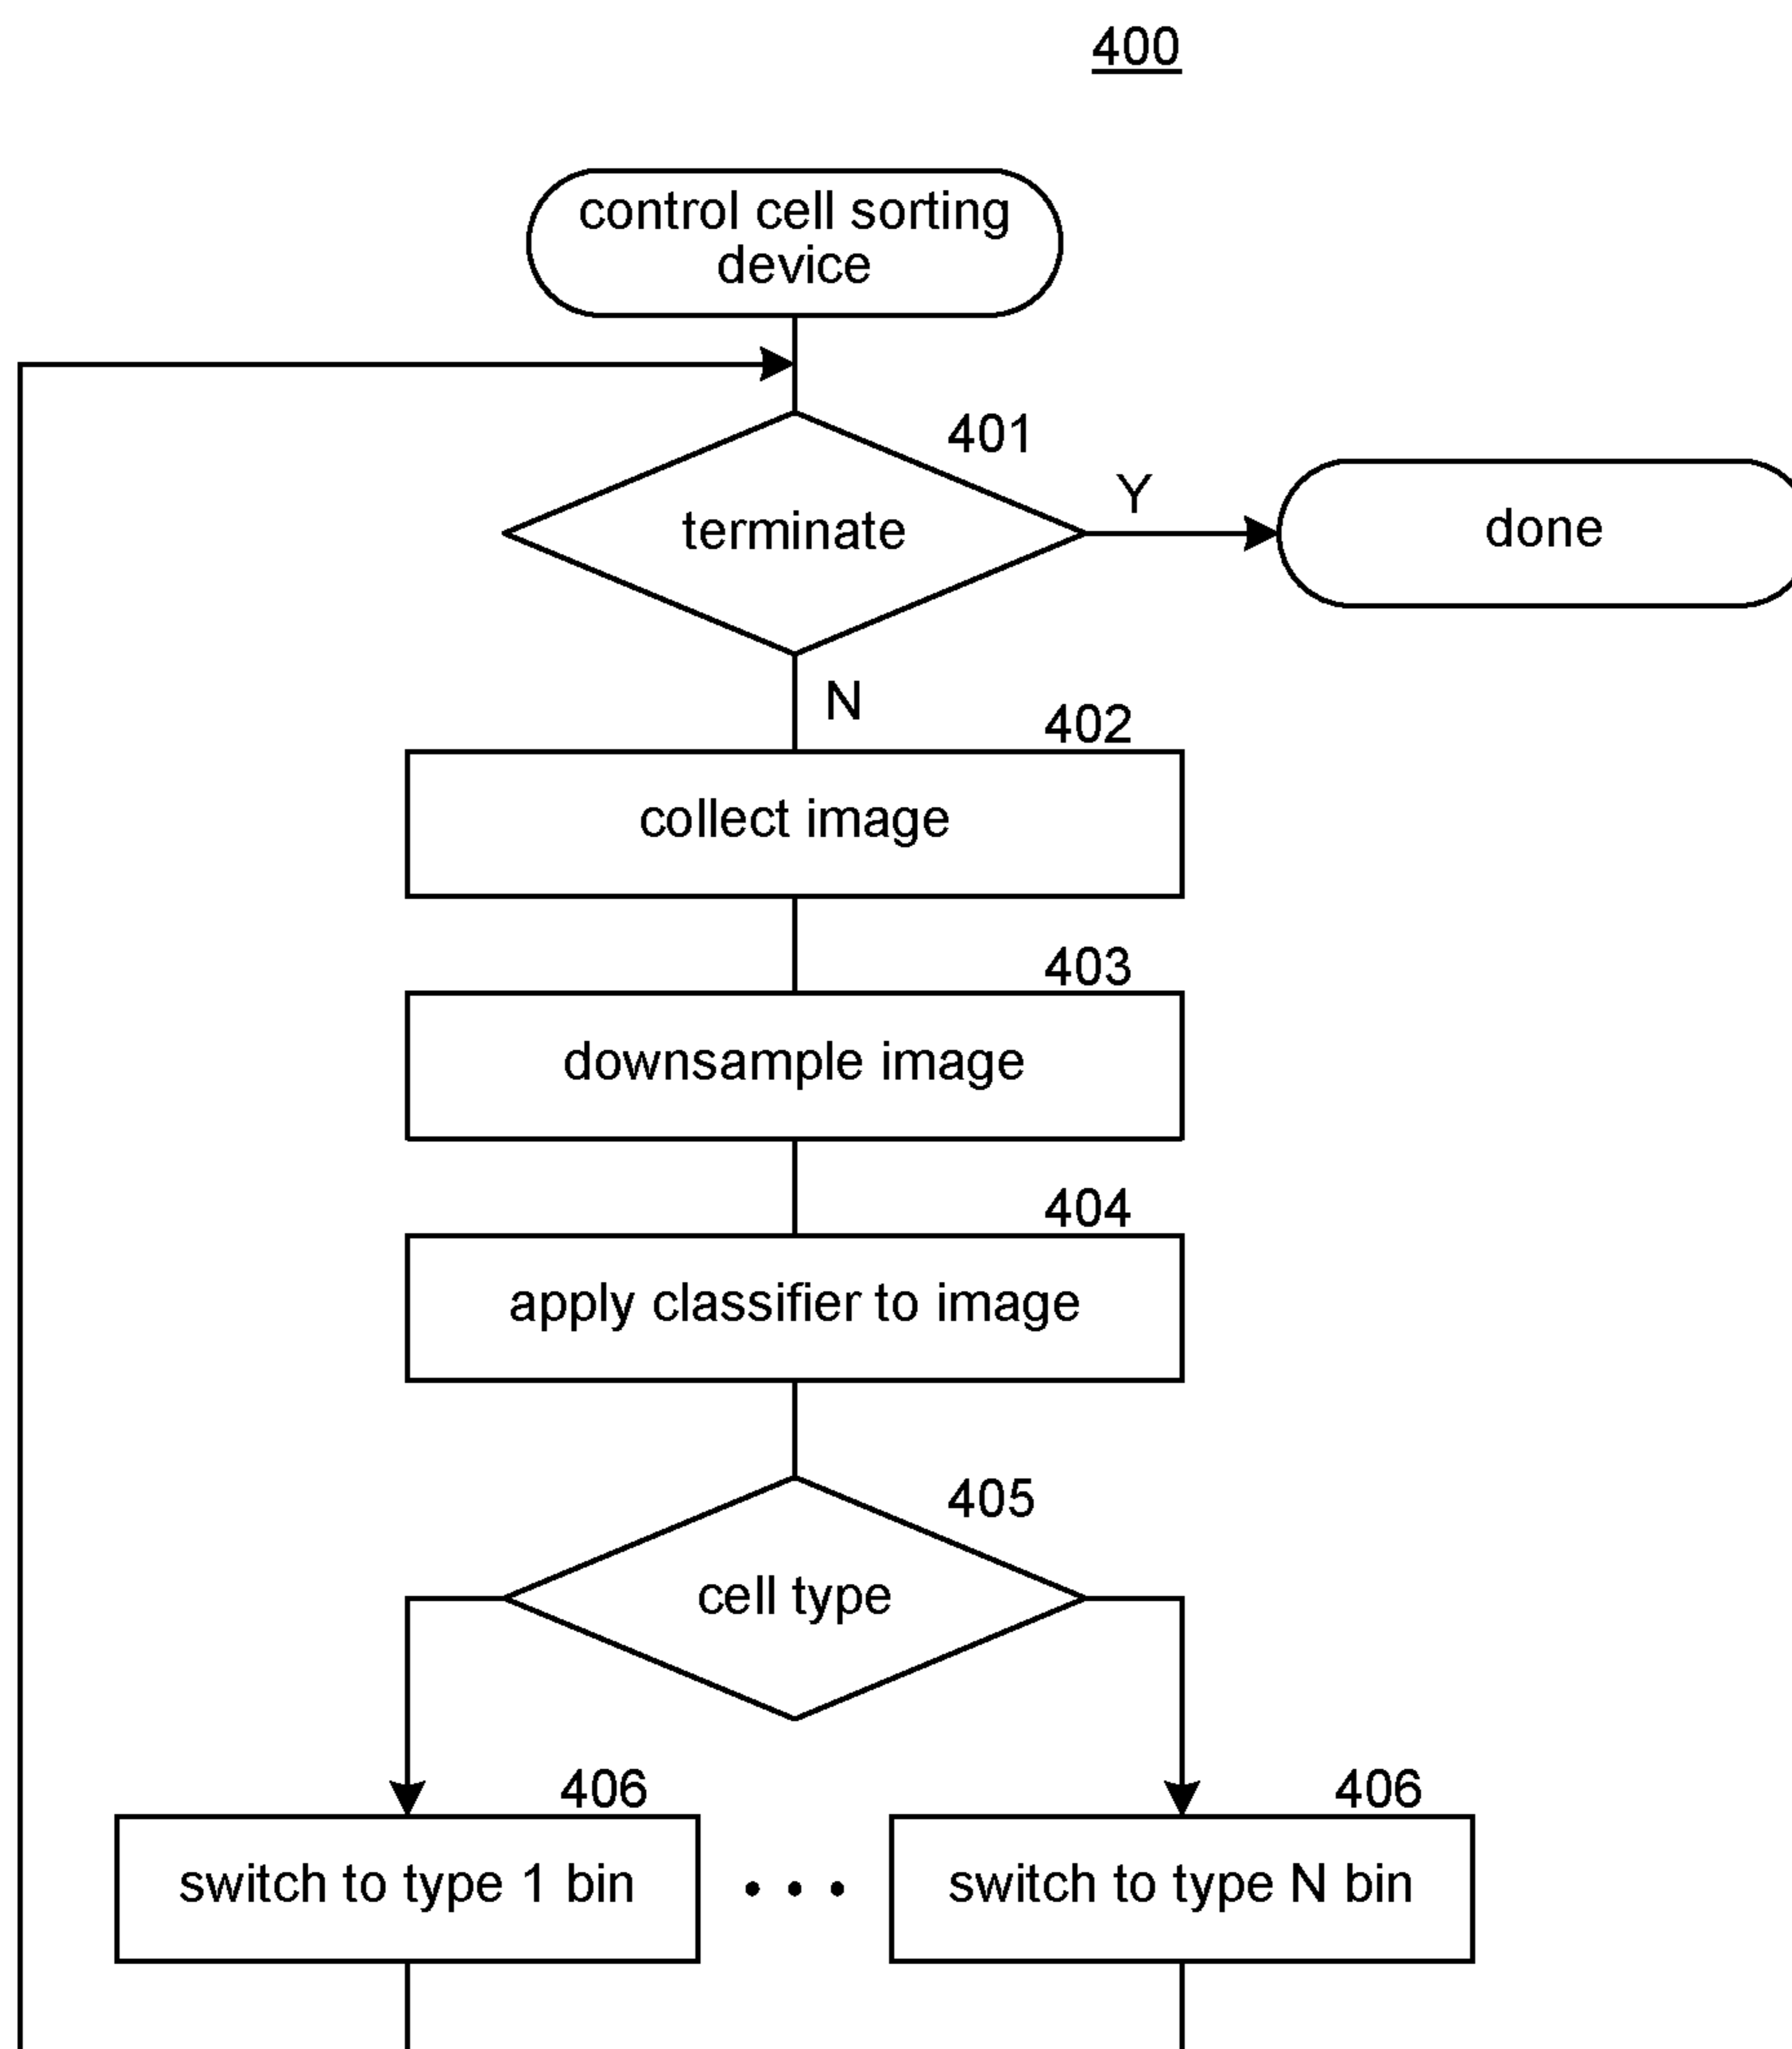 400
control cell sorting
device
401
terminate
Y
done
N
402
collect image
403
downsample image
404
apply classifier to image
405
cell type
406
406
switch to type 1 bin
• • •
switch to type N bin